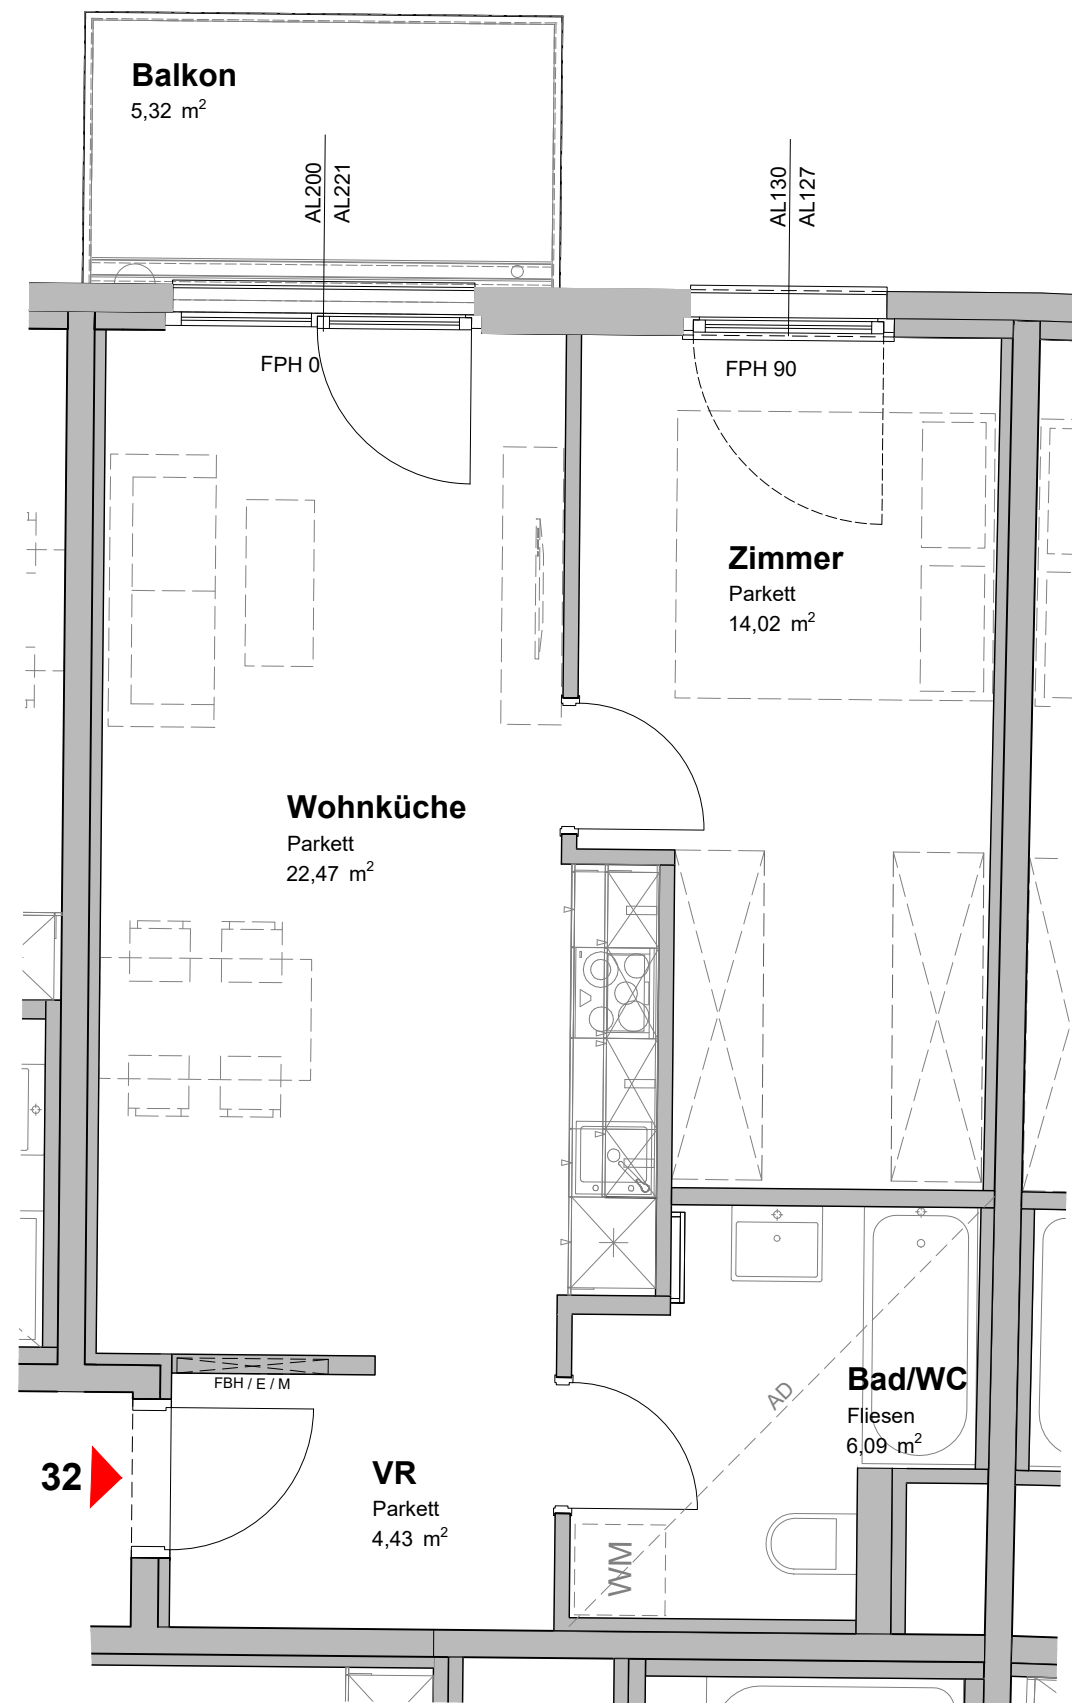 Balkon
5,32 m²
AL200
AL221
AL130
AL127
FPH 0
FPH 90
Zimmer
Parkett
14,02 m²
Wohnküche
Parkett
22,47 m²
FBH / E / M
AD
Bad/WC
Fliesen
6,09 m²
32
VR
Parkett
4,43 m²
WM